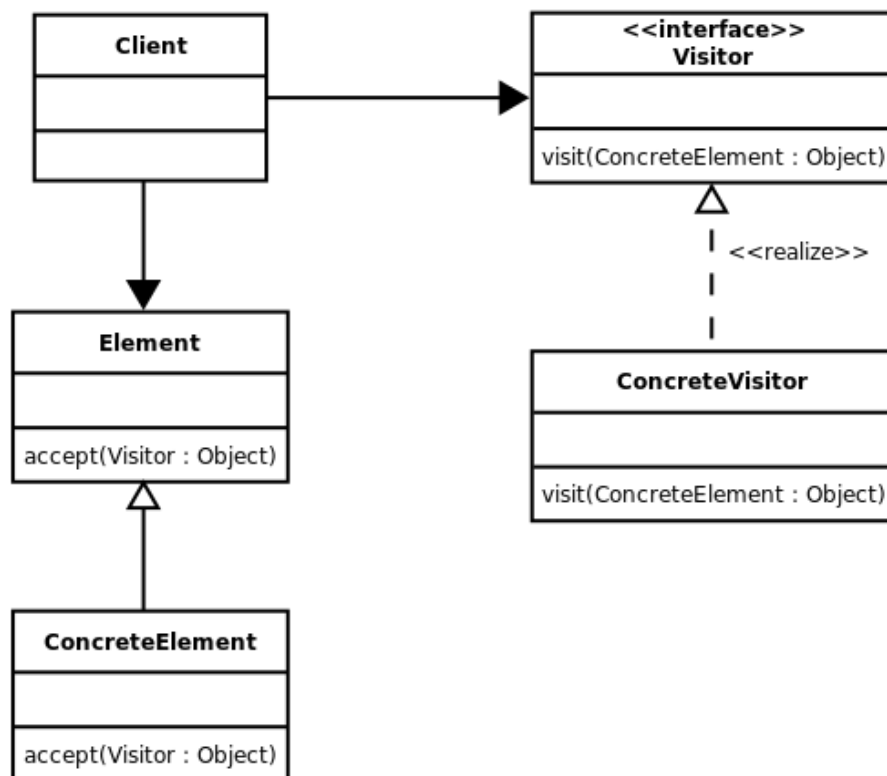 Client
<<interface>>
Visitor
visit(ConcreteElement : Object)
<<realize>>
Element
accept(Visitor : Object)
ConcreteVisitor
visit(ConcreteElement : Object)
ConcreteElement
accept(Visitor : Object)